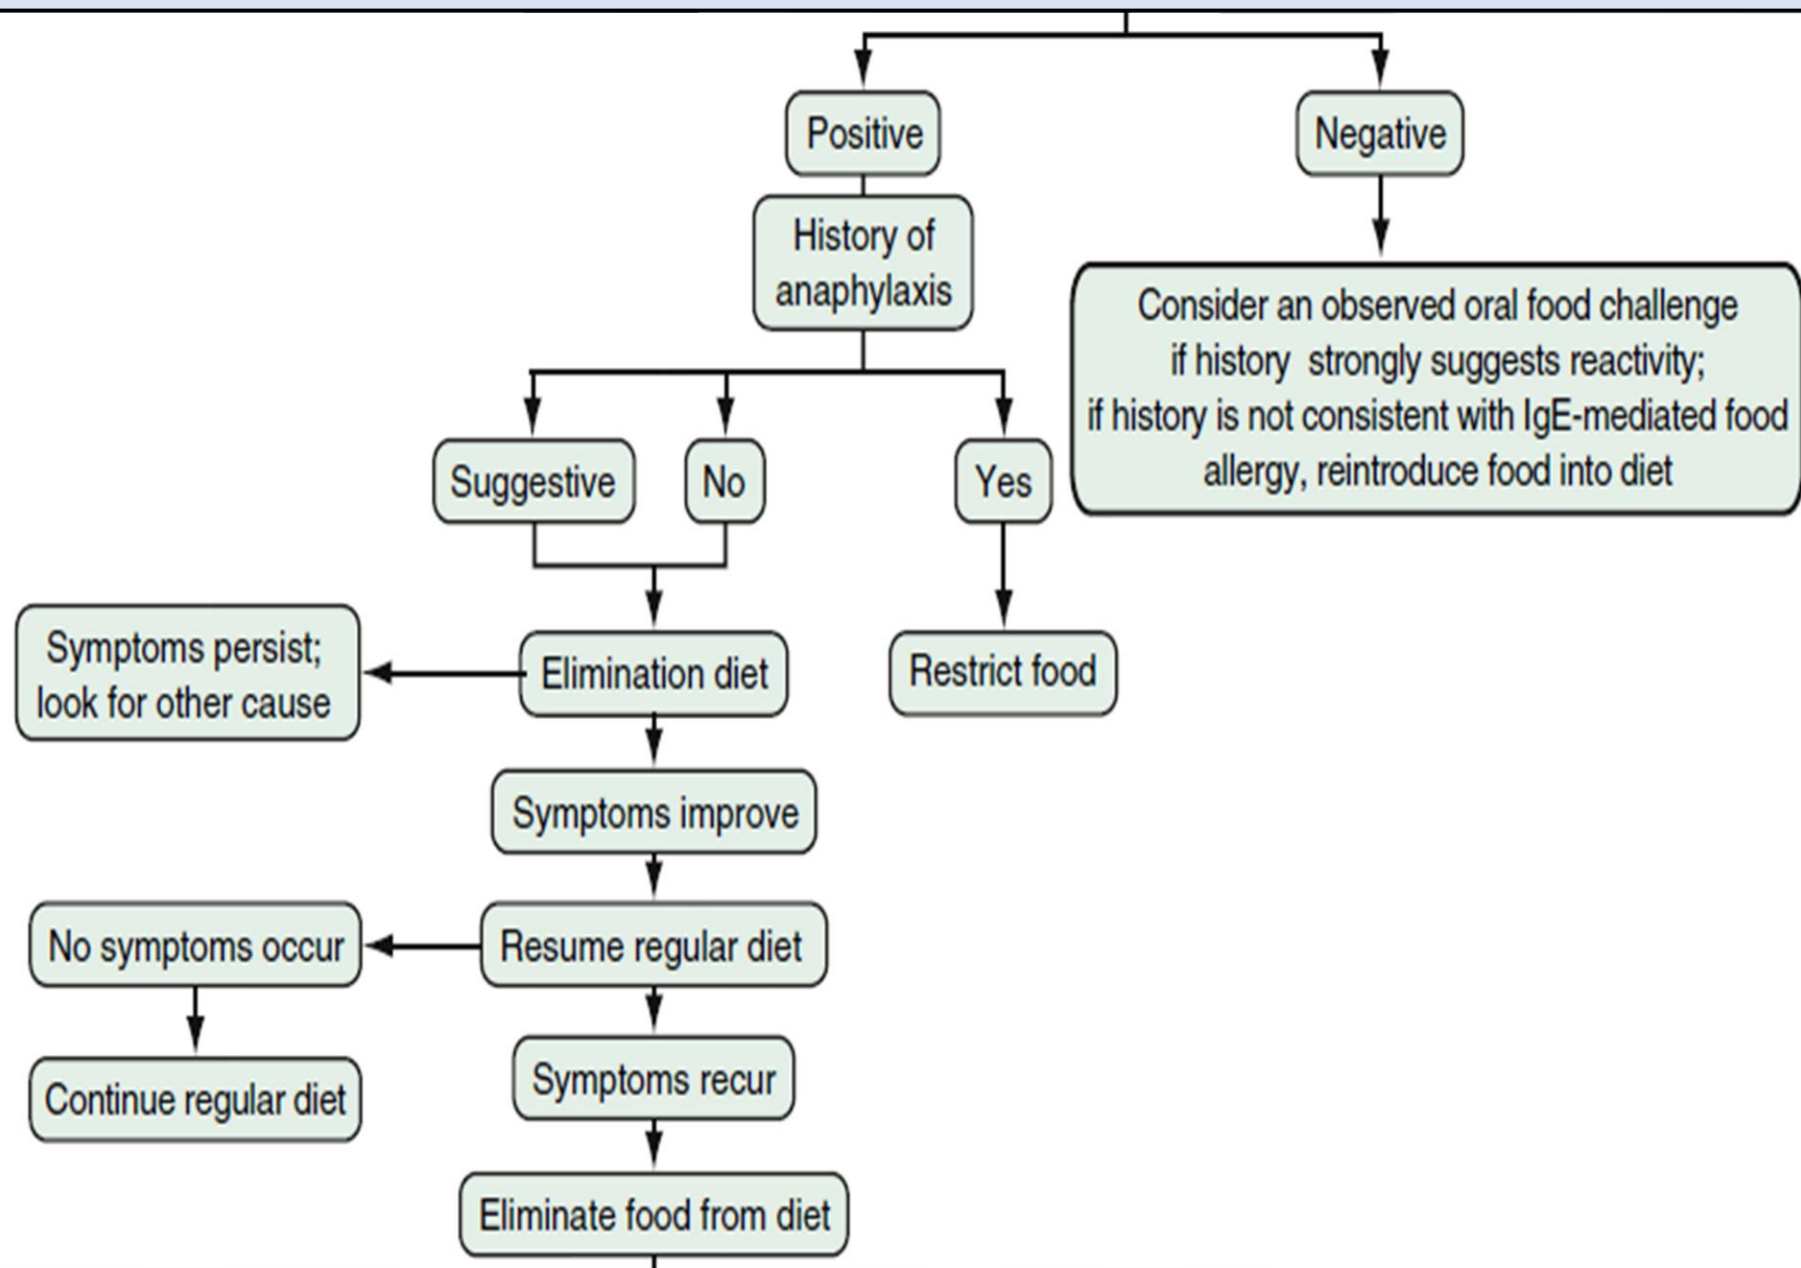 Positive
Negative
History of
anaphylaxis
Consider an observed oral food challenge
if history strongly suggests reactivity;
if history is not consistent with IgE-mediated food
allergy, reintroduce food into diet
Suggestive
No
Yes
Symptoms persist;
look for other cause
Elimination diet
Restrict food
Symptoms improve
No symptoms occur
Resume regular diet
Continue regular diet
Symptoms recur
Eliminate food from diet